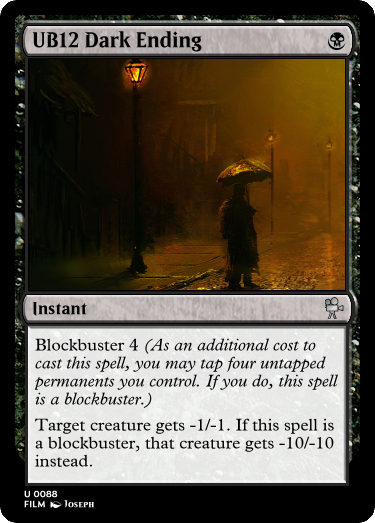 UB12 Dark Ending
Instant
Blockbuster 4 (As an additional cost to
cast this spell, you may tap four untapped
permanents you control. If you do, this spell
is a blockbuster.)
Target creature gets -1/-1. If this spell is
a blockbuster, that creature gets -10/-10
instead.
U 0088
FILM Joseph